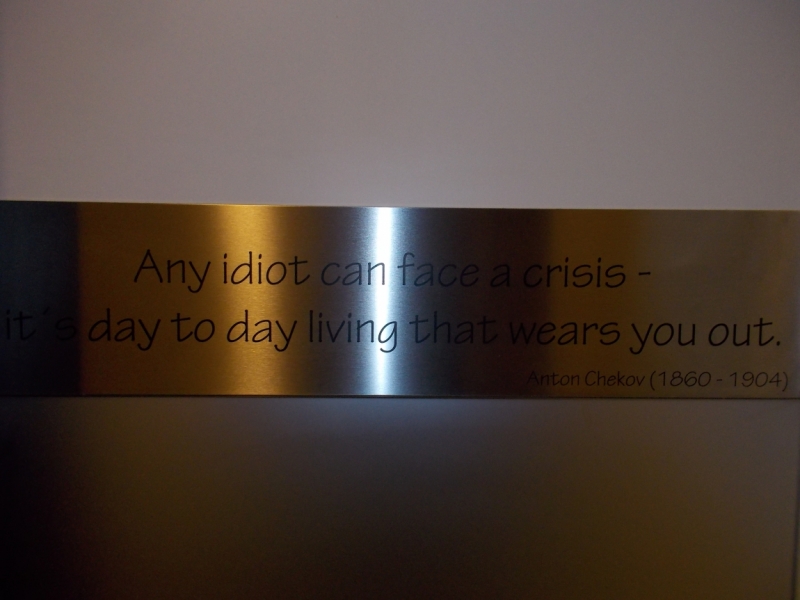 Any idiot can face a crisis -
it´s day to day living that wears you out.
Anton Chekov (1860 - 1904)